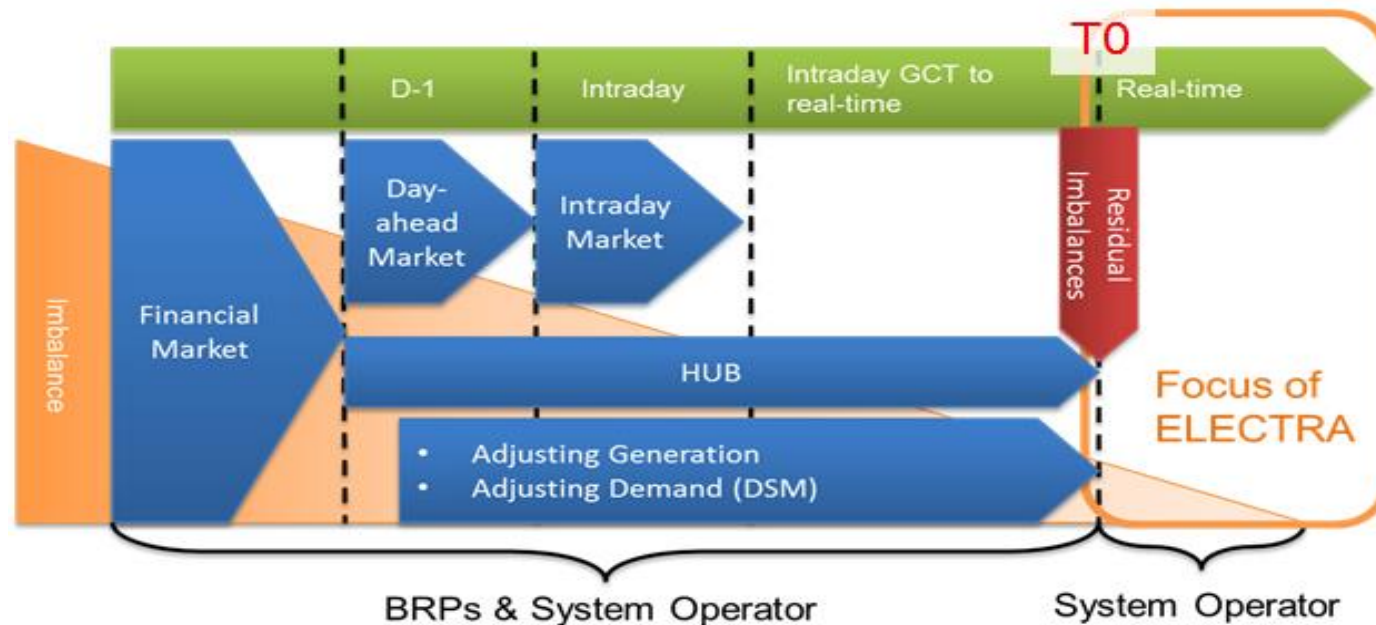 T0
D-1
Intraday
Intraday GCT to
real-time
Real-time
Imbalance
Financial
Market
Day-
ahead
Market
Intraday
Market
Residual
Imbalances
HUB
• Adjusting Generation
• Adjusting Demand (DSM)
Focus of
ELECTRA
BRPs & System Operator
System Operator